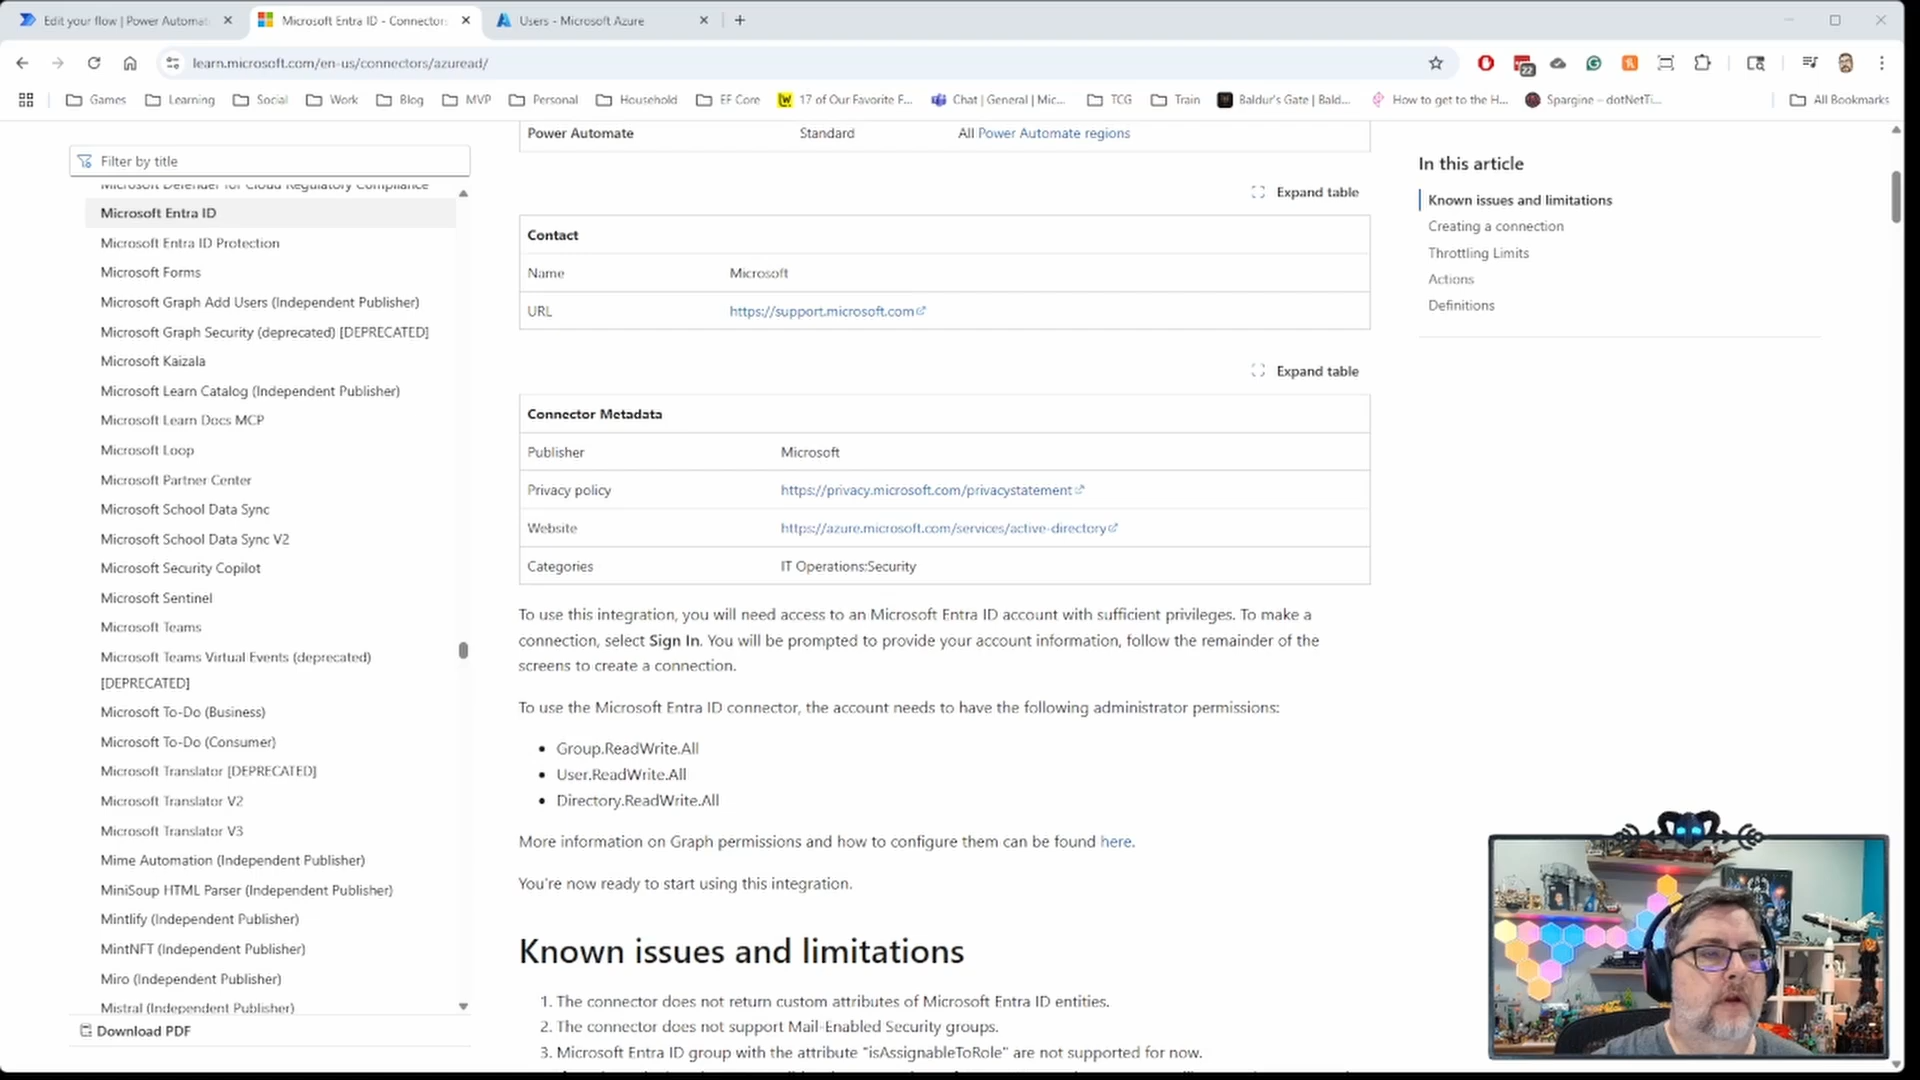 Edit your flow | Power Automat
Microsoft Entra ID - Connector
Users - Microsoft Azure
learn.microsoft.com/en-us/connectors/azuread/
22
Games
Learning
Social
Work
Blog
MVP
Personal
Household
EF Core
17 of Our Favorite F...
Chat | General | Mic...
TCG
Train
Baldur's Gate | Bald...
How to get to the H...
Spargine – dotNetTi...
All Bookmarks
Filter by title
Microsoft Defender for Cloud Regulatory Compliance
Microsoft Entra ID
Microsoft Entra ID Protection
Microsoft Forms
Microsoft Graph Add Users (Independent Publisher)
Microsoft Graph Security (deprecated) [DEPRECATED]
Microsoft Kaizala
Microsoft Learn Catalog (Independent Publisher)
Microsoft Learn Docs MCP
Microsoft Loop
Microsoft Partner Center
Microsoft School Data Sync
Microsoft School Data Sync V2
Microsoft Security Copilot
Microsoft Sentinel
Microsoft Teams
Microsoft Teams Virtual Events (deprecated)
[DEPRECATED]
Microsoft To-Do (Business)
Microsoft To-Do (Consumer)
Microsoft Translator [DEPRECATED]
Microsoft Translator V2
Microsoft Translator V3
Mime Automation (Independent Publisher)
MiniSoup HTML Parser (Independent Publisher)
Mintlify (Independent Publisher)
MintNFT (Independent Publisher)
Miro (Independent Publisher)
Mistral (Independent Publisher)
Download PDF
Power Automate Standard All Power Automate regions
Expand table
Contact
Name Microsoft
URL https://support.microsoft.com
Expand table
Connector Metadata
Publisher Microsoft
Privacy policy https://privacy.microsoft.com/privacystatement
Website https://azure.microsoft.com/services/active-directory
Categories IT Operations;Security
To use this integration, you will need access to an Microsoft Entra ID account with sufficient privileges. To make a
connection, select Sign In. You will be prompted to provide your account information, follow the remainder of the
screens to create a connection.
To use the Microsoft Entra ID connector, the account needs to have the following administrator permissions:
• Group.ReadWrite.All
• User.ReadWrite.All
• Directory.ReadWrite.All
More information on Graph permissions and how to configure them can be found here.
You're now ready to start using this integration.
Known issues and limitations
1. The connector does not return custom attributes of Microsoft Entra ID entities.
2. The connector does not support Mail-Enabled Security groups.
3. Microsoft Entra ID group with the attribute "isAssignableToRole" are not supported for now.
In this article
Known issues and limitations
Creating a connection
Throttling Limits
Actions
Definitions